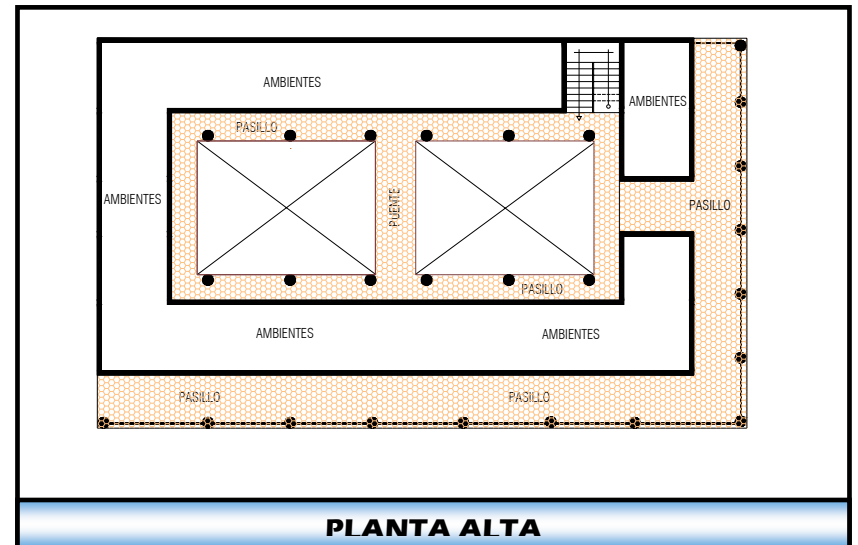 AMBIENTES
AMBIENTES
PASILLO
AMBIENTES
PUENTE
PASILLO
PASILLO
AMBIENTES
AMBIENTES
PASILLO
PASILLO
PLANTA ALTA